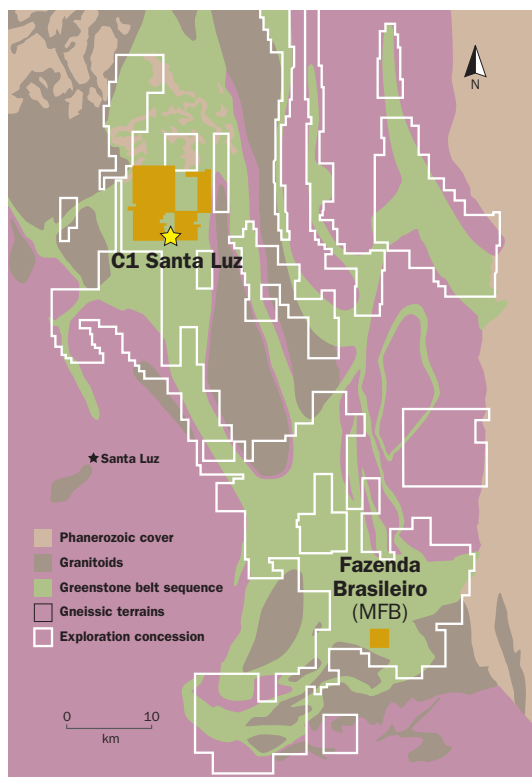 N
C1 Santa Luz
Santa Luz
Phanerozoic cover
Granitoids
Greenstone belt sequence
Gneissic terrains
Exploration concession
Fazenda
Brasileiro
(MFB)
0 10
km